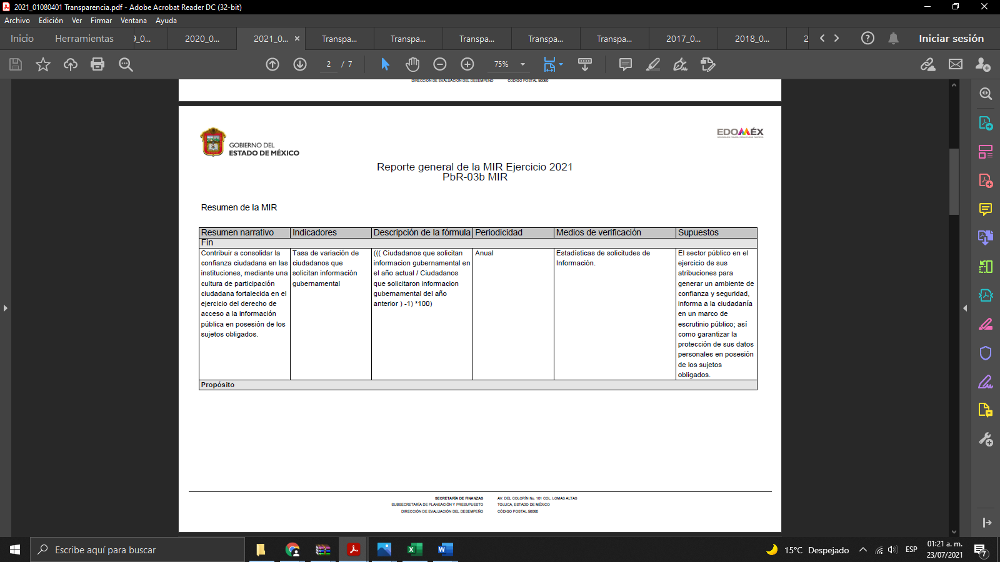 2021_01080401 Transparencia.pdf - Adobe Acrobat Reader DC (32-bit)
Archivo Edición Ver Firmar Ventana Ayuda
Inicio Herramientas 9_0... 2020_0... 2021_0... × Transpa... Transpa... Transpa... Transpa... Transpa... 2017_0... 2018_0... 2 Iniciar sesión
2 / 7 75%
DIRECCIÓN DE EVALUACIÓN DEL DESEMPEÑO CÓDIGO POSTAL 50060
GOBIERNO DEL
ESTADO DE MÉXICO
EDOMÉX
Reporte general de la MIR Ejercicio 2021
PbR-03b MIR
Resumen de la MIR
Resumen narrativo Indicadores Descripción de la fórmula Periodicidad Medios de verificación Supuestos
Fin
Contribuir a consolidar la
confianza ciudadana en las
instituciones, mediante una
cultura de participación
ciudadana fortalecida en el
ejercicio del derecho de
acceso a la información
pública en posesión de los
sujetos obligados.
Tasa de variación de
ciudadanos que
solicitan información
gubernamental
((( Ciudadanos que solicitan
informacion gubernamental en
el año actual / Ciudadanos
que solicitaron informacion
gubernamental del año
anterior ) -1) *100)
Anual
Estadísticas de solicitudes de
Información.
El sector público en el
ejercicio de sus
atribuciones para
generar un ambiente de
confianza y seguridad,
informa a la ciudadanía
en un marco de
escrutinio público; así
como garantizar la
protección de sus datos
personales en posesión
de los sujetos
obligados.
Propósito
SECRETARÍA DE FINANZAS
SUBSECRETARÍA DE PLANEACIÓN Y PRESUPUESTO
DIRECCIÓN DE EVALUACIÓN DEL DESEMPEÑO
AV. DEL COLORÍN No. 101 COL. LOMAS ALTAS
TOLUCA, ESTADO DE MÉXICO
CÓDIGO POSTAL 50060
Escribe aquí para buscar
15°C Despejado
ESP
01:21 a. m.
23/07/2021
7